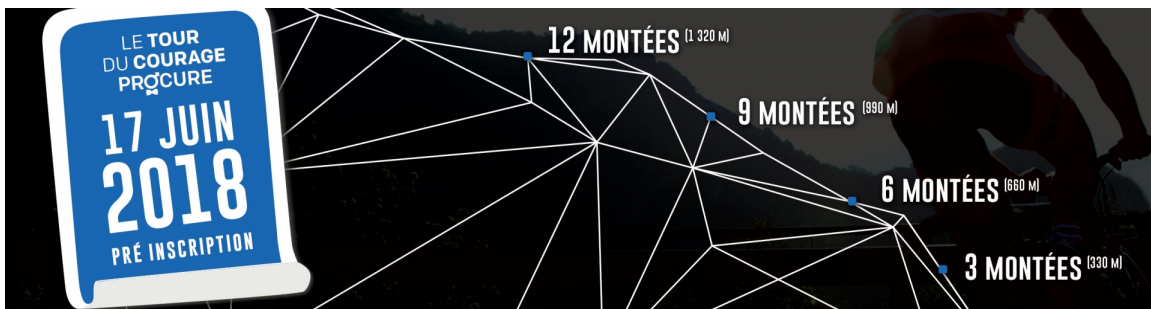 LE TOUR
DU COURAGE
PROCURE
17 JUIN
2018
PRÉ INSCRIPTION
12 MONTÉES (1 320 M)
9 MONTÉES (990 M)
6 MONTÉES (660 M)
3 MONTÉES (330 M)